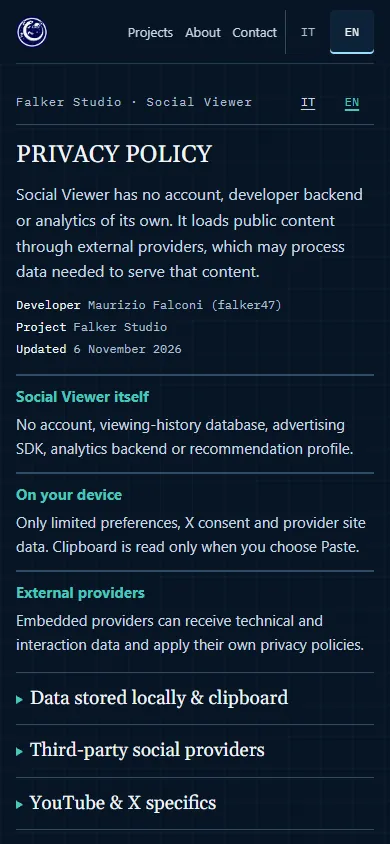 Projects About Contact IT EN
Falker Studio · Social Viewer IT EN
PRIVACY POLICY
Social Viewer has no account, developer backend
or analytics of its own. It loads public content
through external providers, which may process
data needed to serve that content.
Developer Maurizio Falconi (falker47)
Project Falker Studio
Updated 6 November 2026
Social Viewer itself
No account, viewing-history database, advertising
SDK, analytics backend or recommendation profile.
On your device
Only limited preferences, X consent and provider site
data. Clipboard is read only when you choose Paste.
External providers
Embedded providers can receive technical and
interaction data and apply their own privacy policies.
Data stored locally & clipboard
Third-party social providers
YouTube & X specifics